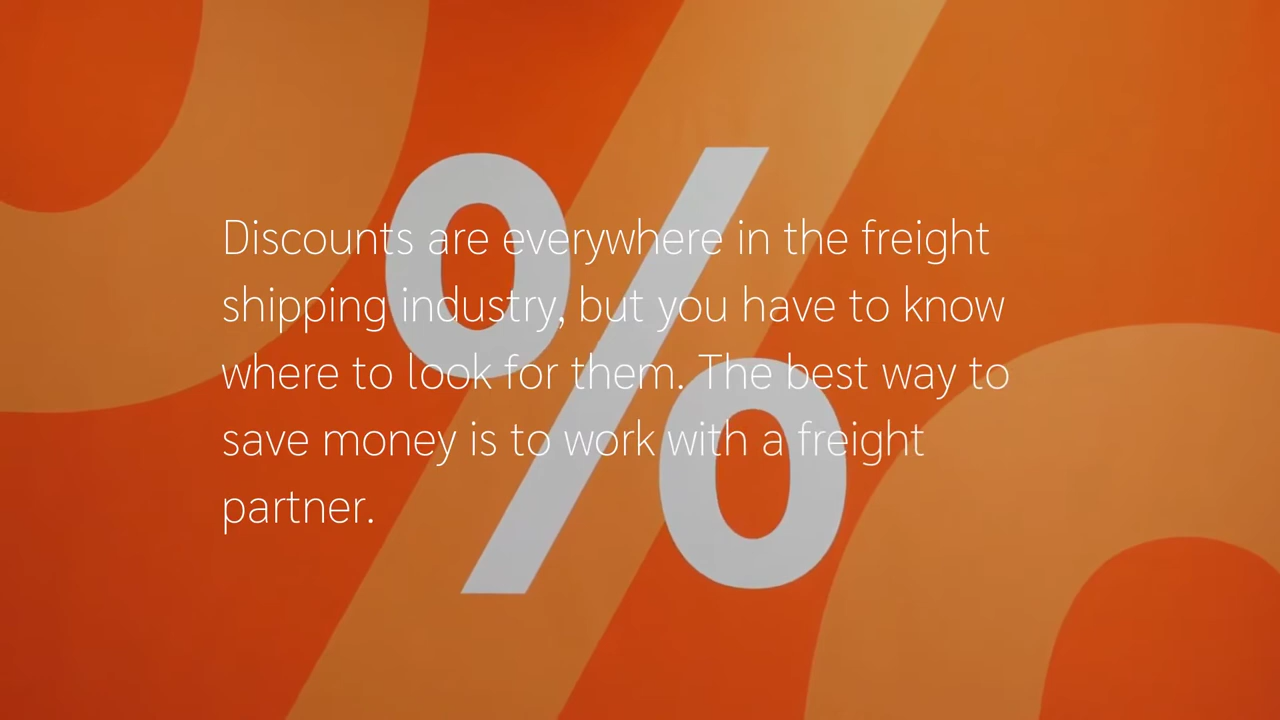 Discounts are everywhere in the freight
shipping industry, but you have to know
where to look for them. The best way to
save money is to work with a freight
partner.
%